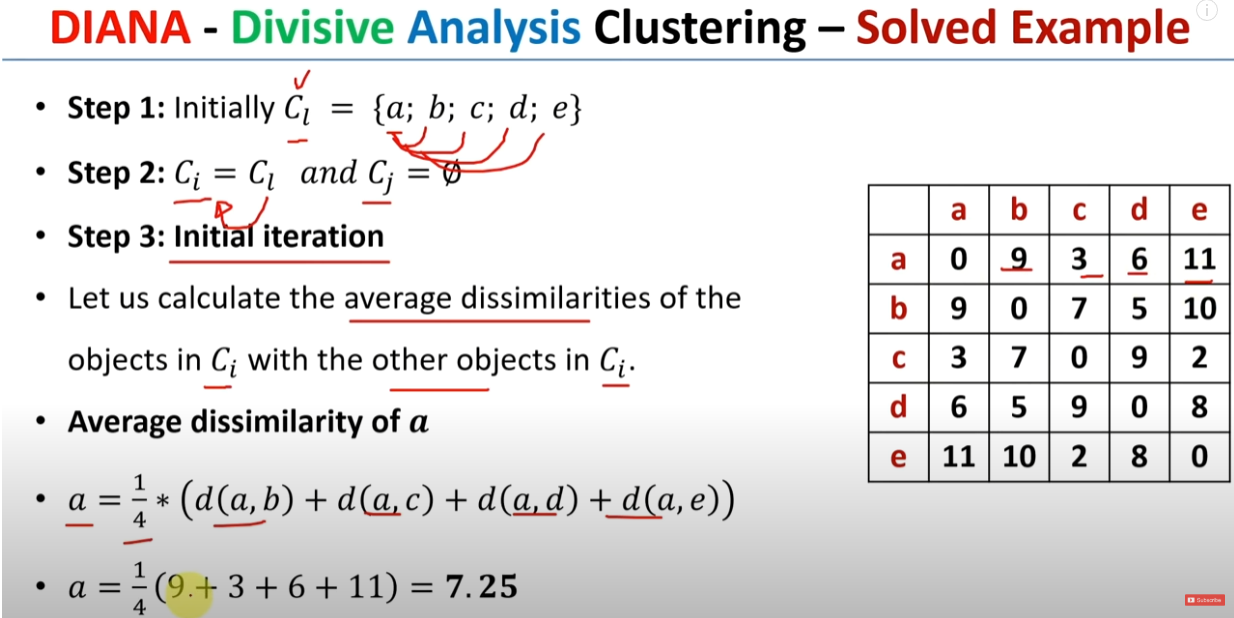 DIANA - Divisive Analysis Clustering – Solved Example
• Step 1: Initially C_l = {a; b; c; d; e}
• Step 2: C_i = C_l and C_j = ∅
• Step 3: Initial iteration
• Let us calculate the average dissimilarities of the
objects in C_i with the other objects in C_i.
• Average dissimilarity of a
• a = 1/4 * (d(a, b) + d(a, c) + d(a, d) + d(a, e))
• a = 1/4 (9 + 3 + 6 + 11) = 7.25
a b c d e
a 0 9 3 6 11
b 9 0 7 5 10
c 3 7 0 9 2
d 6 5 9 0 8
e 11 10 2 8 0
Subscribe